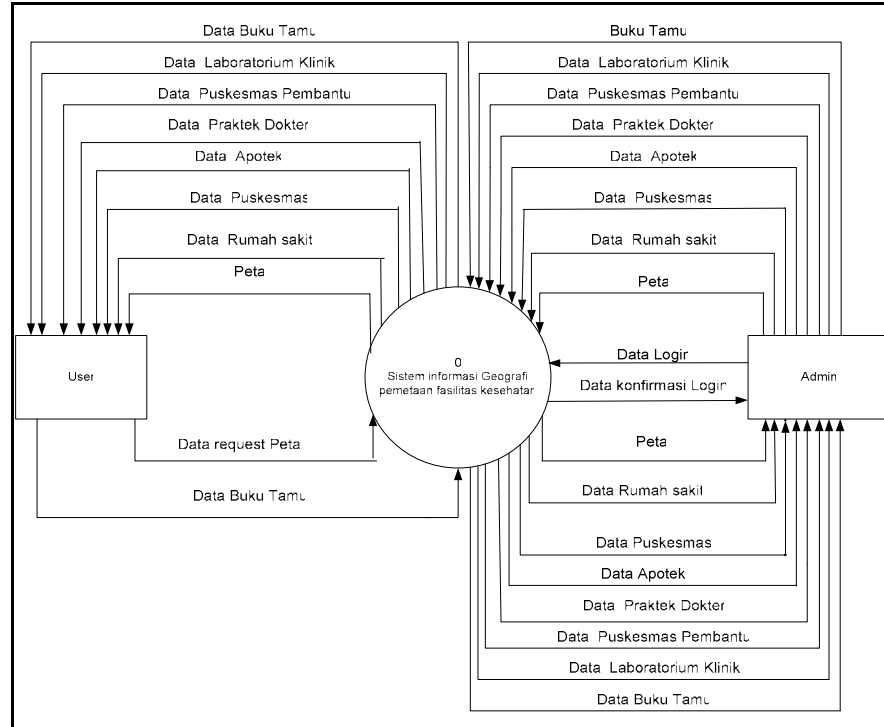 Data Buku Tamu
Data Laboratorium Klinik
Data Puskesmas Pembantu
Data Praktek Dokter
Data Apotek
Data Puskesmas
Data Rumah sakit
Peta
Buku Tamu
Data Laboratorium Klinik
Data Puskesmas Pembantu
Data Praktek Dokter
Data Apotek
Data Puskesmas
Data Rumah sakit
Peta
User
0
Sistem informasi Geografi
pemetaan fasilitas kesehatan
Data Login
Data konfirmasi Login
Admin
Data request Peta
Data Buku Tamu
Peta
Data Rumah sakit
Data Puskesmas
Data Apotek
Data Praktek Dokter
Data Puskesmas Pembantu
Data Laboratorium Klinik
Data Buku Tamu